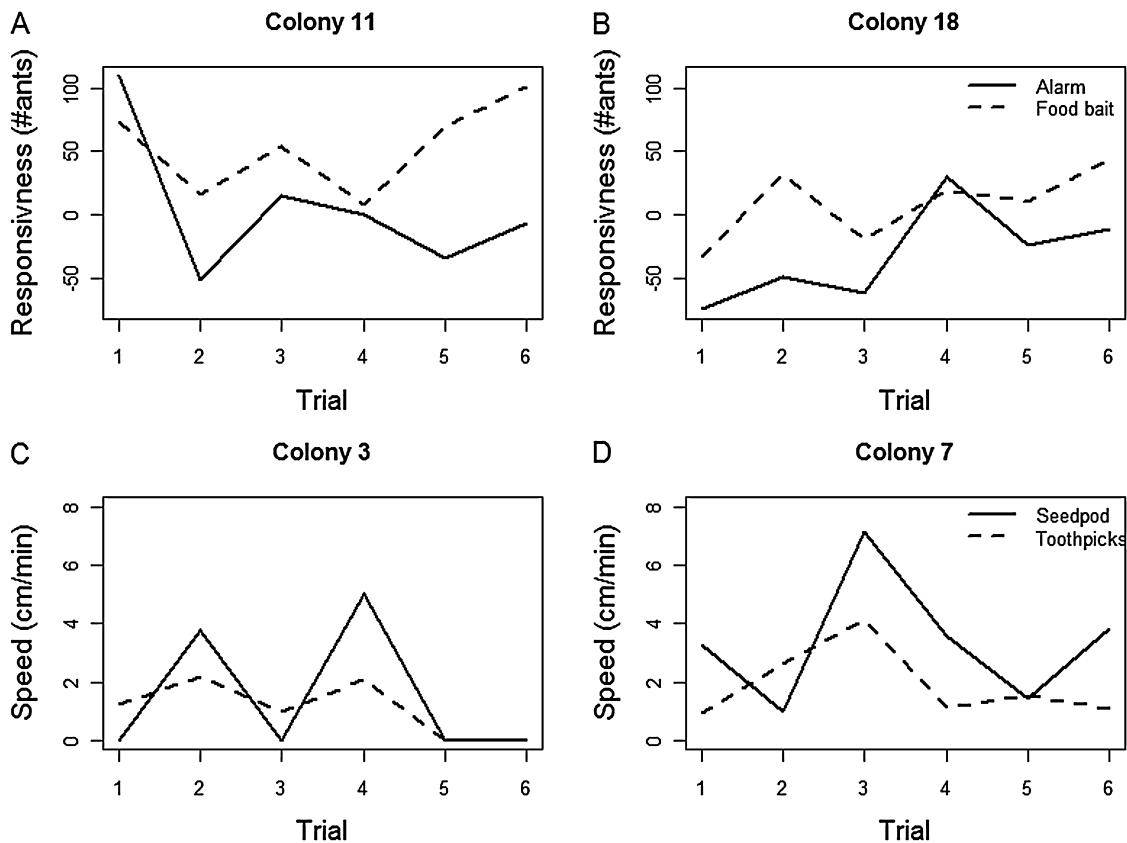 A
Colony 11
Responsivness (#ants)
100
50
0
-50
1 2 3 4 5 6
Trial
B
Colony 18
Responsivness (#ants)
100
50
0
-50
Alarm
Food bait
1 2 3 4 5 6
Trial
C
Colony 3
Speed (cm/min)
8
6
4
2
0
1 2 3 4 5 6
Trial
D
Colony 7
Speed (cm/min)
8
6
4
2
0
Seedpod
Toothpicks
1 2 3 4 5 6
Trial